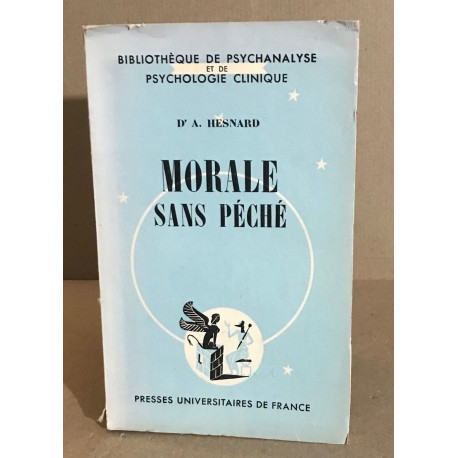 BIBLIOTHÈQUE DE PSYCHANALYSE
ET DE
PSYCHOLOGIE CLINIQUE
Dr A. HESNARD
MORALE
SANS PÉCHÉ
PRESSES UNIVERSITAIRES DE FRANCE